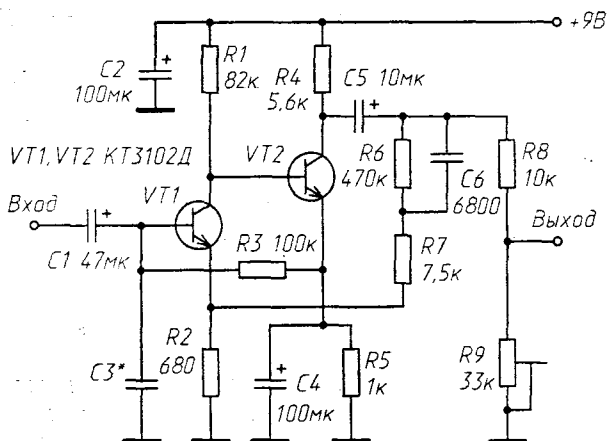 +9В
C2
100мк
R1
82к
R4
5,6к
C5 10мк
VT1, VT2 КТ3102Д
VT1
VT2
R6
470к
C6
6800
R8
10к
Вход
Выход
C1 47мк
R3 100к
R7
7,5к
C3*
R2
680
C4
100мк
R5
1к
R9
33к